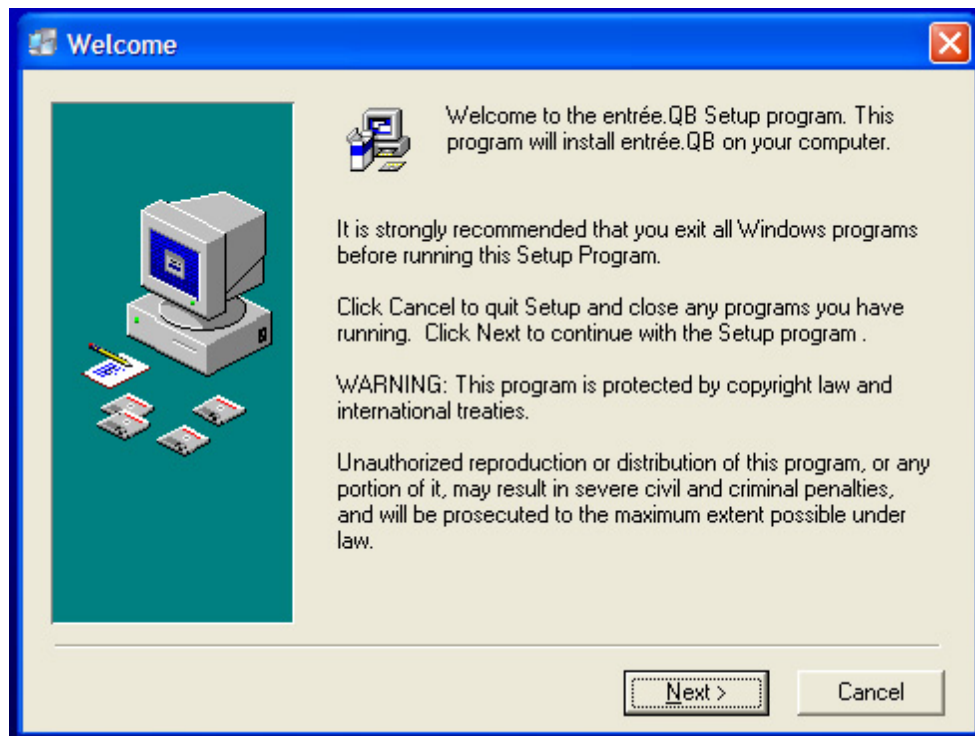 Welcome
Welcome to the entrée.QB Setup program. This
program will install entrée.QB on your computer.
It is strongly recommended that you exit all Windows programs
before running this Setup Program.
Click Cancel to quit Setup and close any programs you have
running.  Click Next to continue with the Setup program .
WARNING: This program is protected by copyright law and
international treaties.
Unauthorized reproduction or distribution of this program, or any
portion of it, may result in severe civil and criminal penalties,
and will be prosecuted to the maximum extent possible under
law.
Next > Cancel